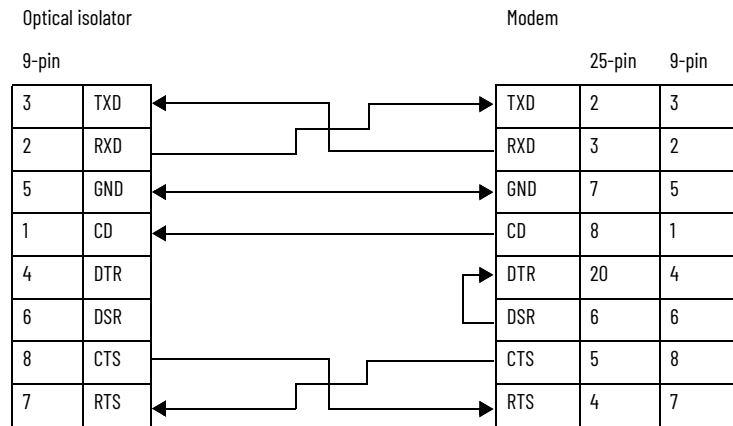 Optical isolator Modem
9-pin 25-pin 9-pin
3 TXD TXD 2 3
2 RXD RXD 3 2
5 GND GND 7 5
1 CD CD 8 1
4 DTR DTR 20 4
6 DSR DSR 6 6
8 CTS CTS 5 8
7 RTS RTS 4 7